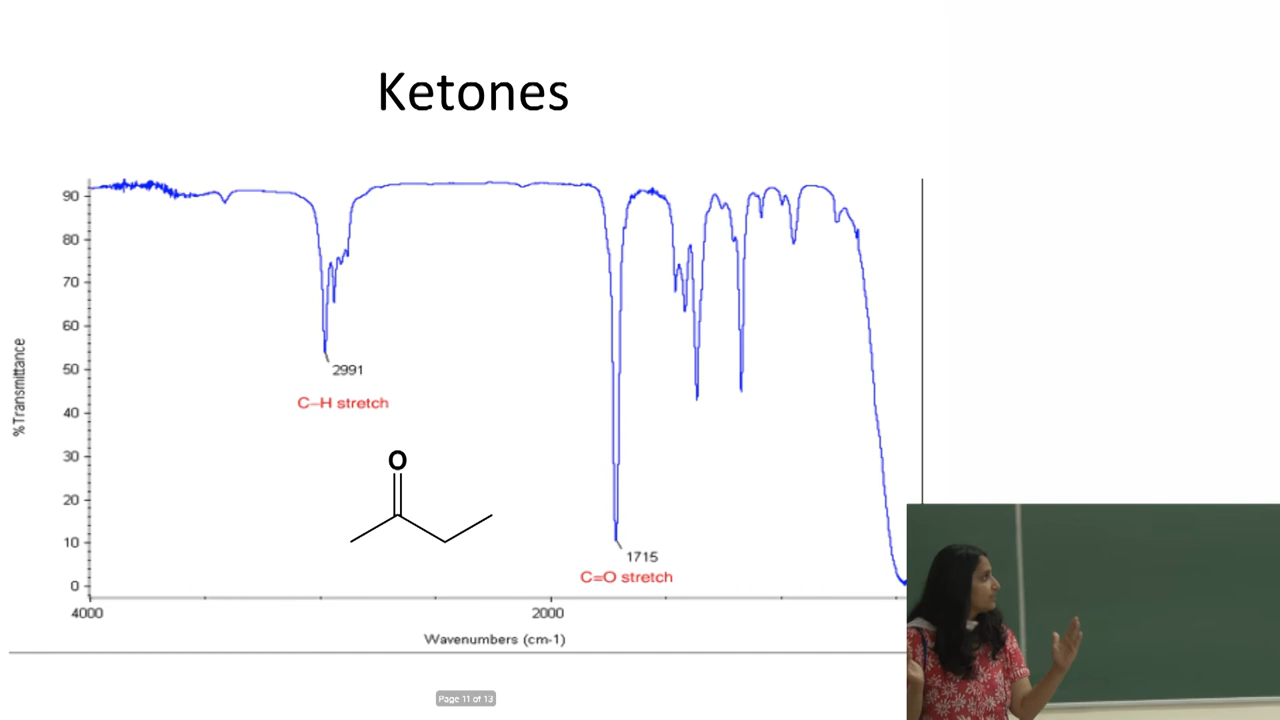 Ketones
90
80
70
60
50
40
30
20
10
0
%Transmittance
2991
C–H stretch
O
1715
C=O stretch
4000
2000
Wavenumbers (cm-1)
Page 11 of 13